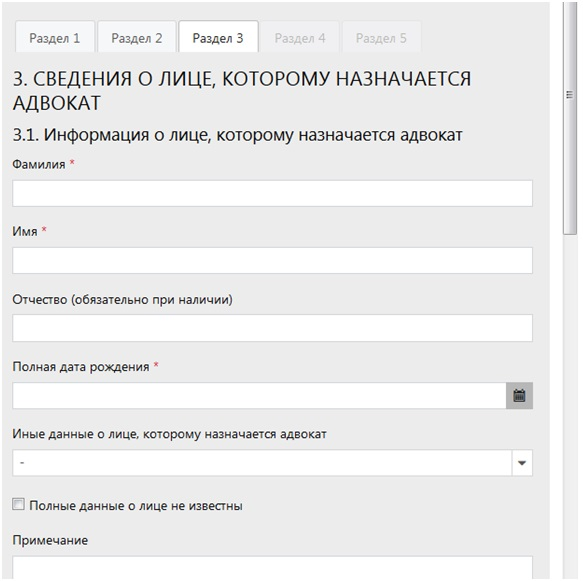 Раздел 1 Раздел 2 Раздел 3 Раздел 4 Раздел 5
3. СВЕДЕНИЯ О ЛИЦЕ, КОТОРОМУ НАЗНАЧАЕТСЯ
АДВОКАТ
3.1. Информация о лице, которому назначается адвокат
Фамилия *
Имя *
Отчество (обязательно при наличии)
Полная дата рождения *
Иные данные о лице, которому назначается адвокат
-
Полные данные о лице не известны
Примечание